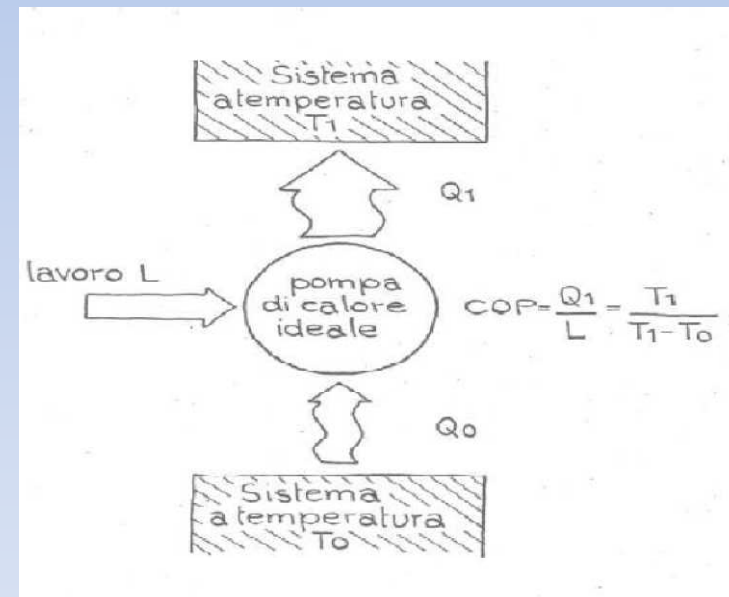 Sistema
atemperatura
T1
Q1
lavoro L
pompa
di calore
ideale
COP = Q1/L = T1/(T1-T0)
Q0
Sistema
a temperatura
T0